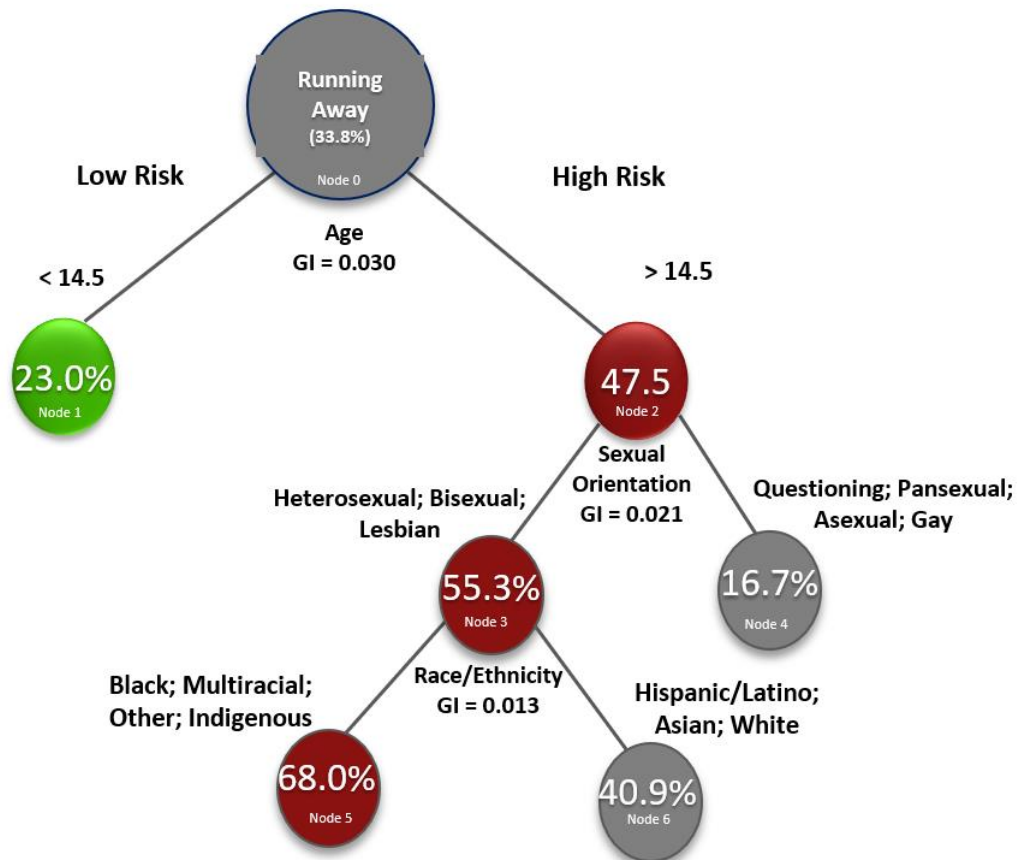 Running
Away
(33.8%)
Node 0
Low Risk
High Risk
Age
GI = 0.030
< 14.5
> 14.5
23.0%
Node 1
47.5
Node 2
Sexual
Orientation
GI = 0.021
Heterosexual; Bisexual;
Lesbian
Questioning; Pansexual;
Asexual; Gay
55.3%
Node 3
16.7%
Node 4
Race/Ethnicity
GI = 0.013
Black; Multiracial;
Other; Indigenous
Hispanic/Latino;
Asian; White
68.0%
Node 5
40.9%
Node 6